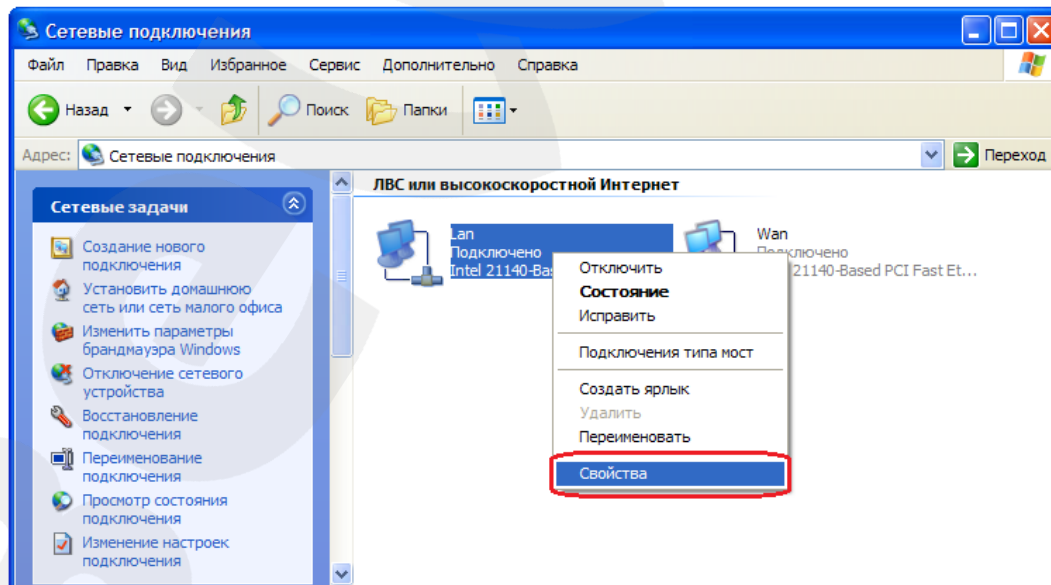 Сетевые подключения
Файл Правка Вид Избранное Сервис Дополнительно Справка
Назад Поиск Папки
Адрес: Сетевые подключения Переход
Сетевые задачи
Создание нового
подключения
Установить домашнюю
сеть или сеть малого офиса
Изменить параметры
брандмауэра Windows
Отключение сетевого
устройства
Восстановление
подключения
Переименование
подключения
Просмотр состояния
подключения
Изменение настроек
подключения
ЛВС или высокоскоростной Интернет
Lan
Подключено
Intel 21140-Ba
Wan
Подключено
21140-Based PCI Fast Et...
Отключить
Состояние
Исправить
Подключения типа мост
Создать ярлык
Удалить
Переименовать
Свойства